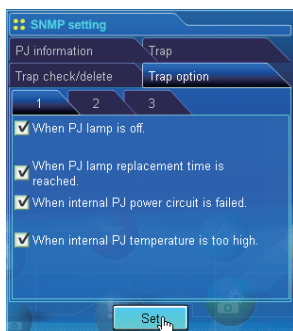 SNMP setting
PJ information
Trap
Trap check/delete
Trap option
1
2
3
When PJ lamp is off.
When PJ lamp replacement time is
reached.
When internal PJ power circuit is failed.
When internal PJ temperature is too high.
Set